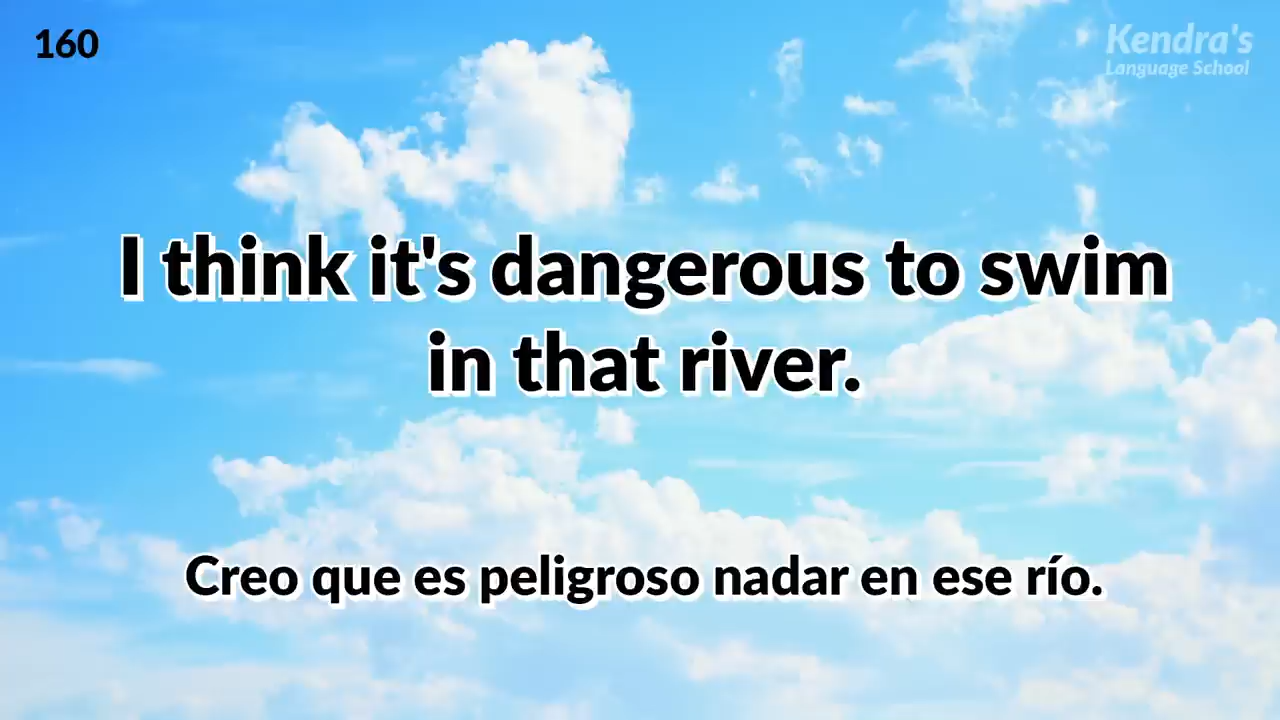 160
Kendra's
Language School
I think it's dangerous to swim
in that river.
Creo que es peligroso nadar en ese río.